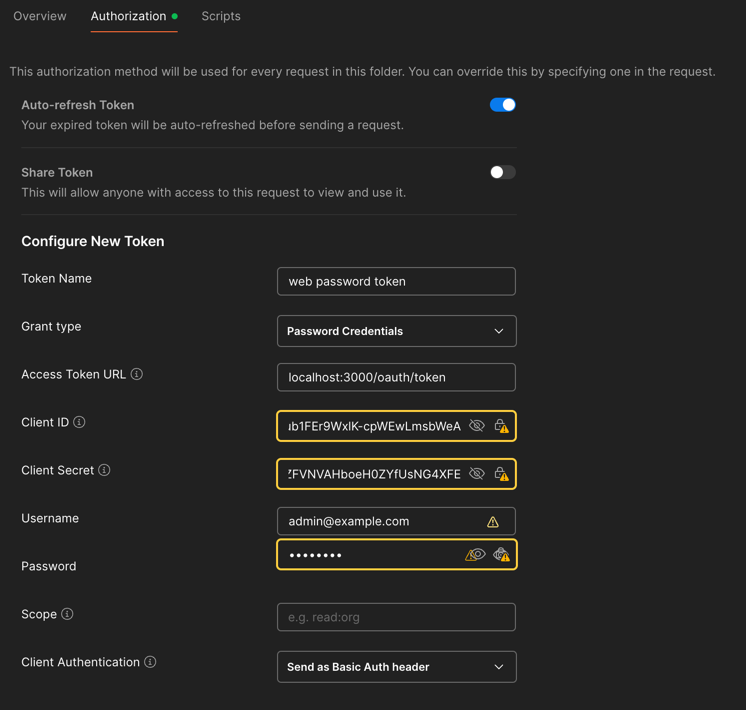 Overview Authorization Scripts
This authorization method will be used for every request in this folder. You can override this by specifying one in the request.
Auto-refresh Token
Your expired token will be auto-refreshed before sending a request.
Share Token
This will allow anyone with access to this request to view and use it.
Configure New Token
Token Name web password token
Grant type Password Credentials
Access Token URL localhost:3000/oauth/token
Client ID b1FEr9WxlK-cpWEwLmsbWeA
Client Secret FVNVAHboeH0ZYfUsNG4XFE
Username admin@example.com
Password ••••••••
Scope e.g. read:org
Client Authentication Send as Basic Auth header